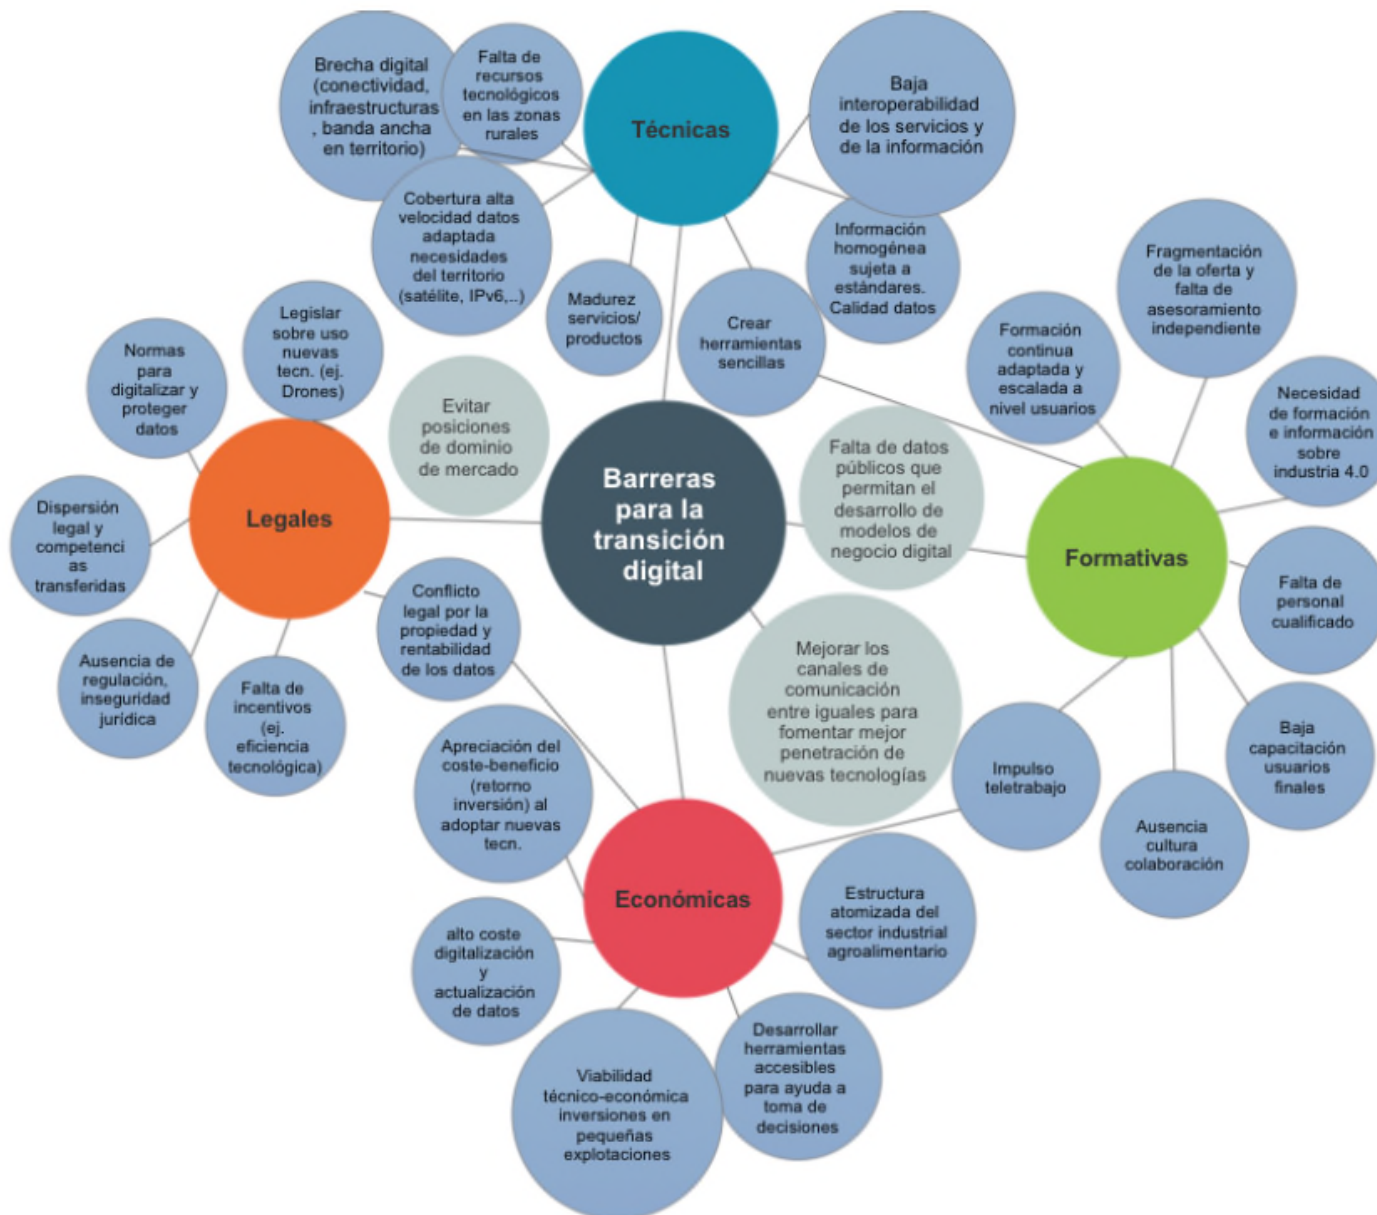 Brecha digital
(conectividad,
infraestructuras
, banda ancha
en territorio)
Falta de
recursos
tecnológicos
en las zonas
rurales
Técnicas
Baja
interoperabilidad
de los servicios y
de la información
Cobertura alta
velocidad datos
adaptada
necesidades
del territorio
(satélite, IPv6,..)
Madurez
servicios/
productos
Crear
herramientas
sencillas
Información
homogénea
sujeta a
estándares.
Calidad datos
Fragmentación
de la oferta y
falta de
asesoramiento
independiente
Formación
continua
adaptada y
escalada a
nivel usuarios
Necesidad
de formación
e información
sobre
industria 4.0
Legislar
sobre uso
nuevas
tecn. (ej.
Drones)
Normas
para
digitalizar y
proteger
datos
Evitar
posiciones
de dominio
de mercado
Falta de datos
públicos que
permitan el
desarrollo de
modelos de
negocio digital
Barreras
para la
transición
digital
Legales
Formativas
Dispersión
legal y
competenci
as
transferidas
Conflicto
legal por la
propiedad y
rentabilidad
de los datos
Falta de
personal
cualificado
Ausencia de
regulación,
inseguridad
jurídica
Falta de
incentivos
(ej.
eficiencia
tecnológica)
Mejorar los
canales de
comunicación
entre iguales para
fomentar mejor
penetración de
nuevas tecnologías
Apreciación del
coste-beneficio
(retorno
inversión) al
adoptar nuevas
tecn.
Impulso
teletrabajo
Baja
capacitación
usuarios
finales
Ausencia
cultura
colaboración
Económicas
Estructura
atomizada del
sector industrial
agroalimentario
alto coste
digitalización
y
actualización
de datos
Viabilidad
técnico-económica
inversiones en
pequeñas
explotaciones
Desarrollar
herramientas
accesibles
para ayuda a
toma de
decisiones